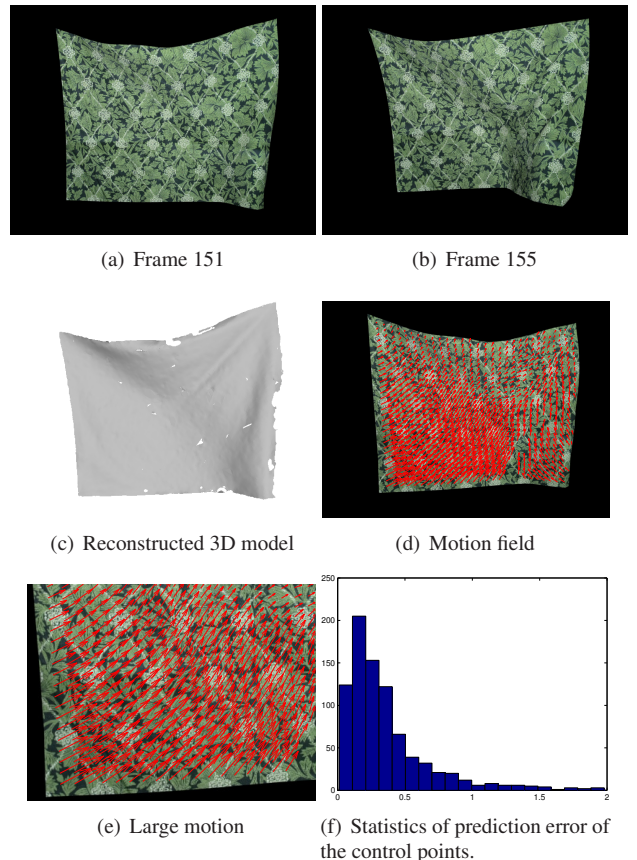 (a) Frame 151
(b) Frame 155
(c) Reconstructed 3D model
(d) Motion field
250
200
150
100
50
0
0
0.5
1
1.5
2
(e) Large motion
(f) Statistics of prediction error of
the control points.